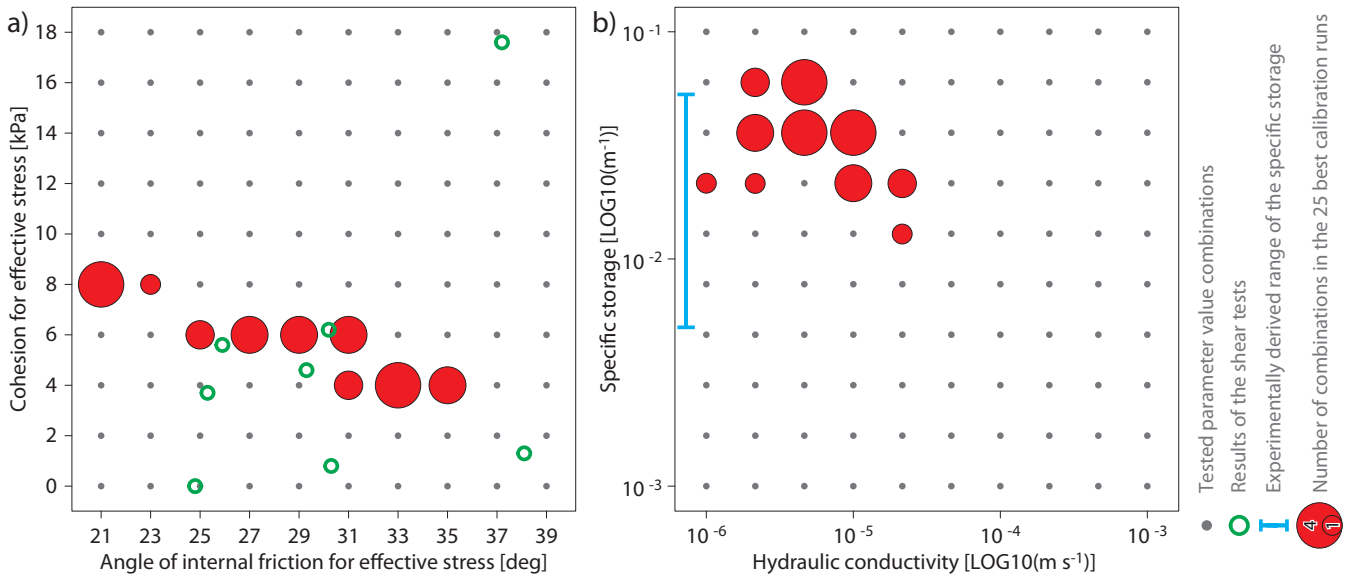 a)
18
16
14
12
10
8
6
4
2
0
Cohesion for effective stress [kPa]
21 23 25 27 29 31 33 35 37 39
Angle of internal friction for effective stress [deg]
b)
10⁻¹
10⁻²
10⁻³
Specific storage [LOG10(m⁻¹)]
10⁻⁶ 10⁻⁵ 10⁻⁴ 10⁻³
Hydraulic conductivity [LOG10(m s⁻¹)]
Tested parameter value combinations
Results of the shear tests
Experimentally derived range of the specific storage
4 1 Number of combinations in the 25 best calibration runs